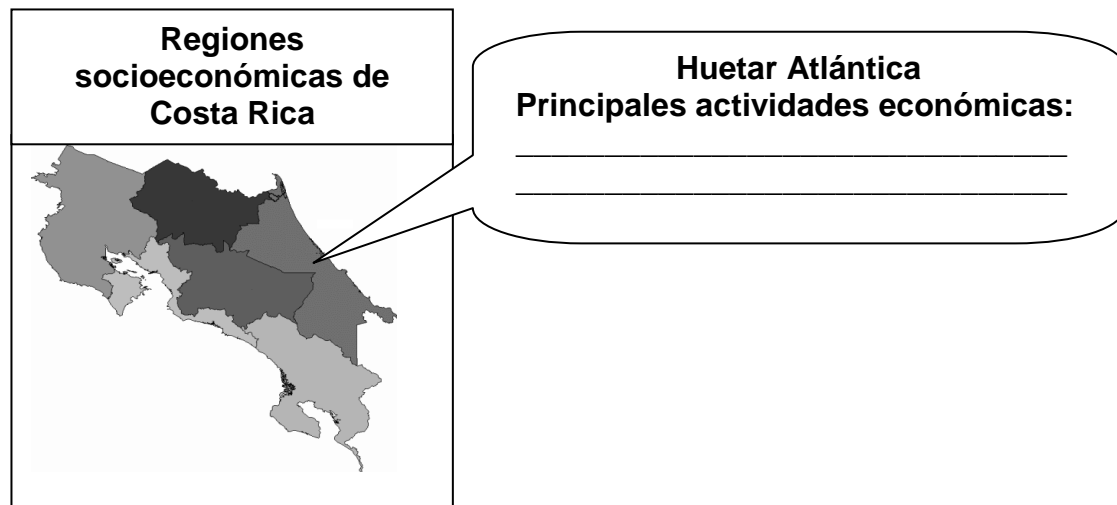 Regiones
socioeconómicas de
Costa Rica
Huetar Atlántica
Principales actividades económicas: